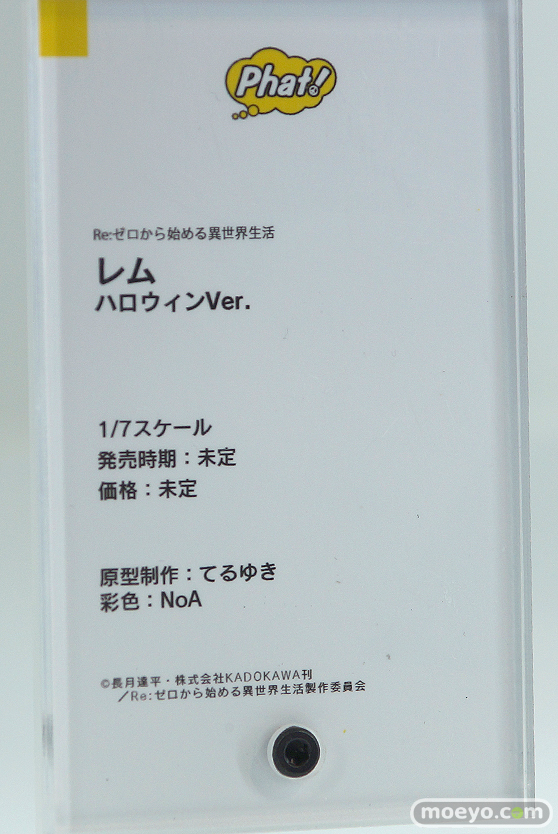 Phat!
Re:ゼロから始める異世界生活
レム
ハロウィンVer.
1/7スケール
発売時期：未定
価格：未定
原型制作：てるゆき
彩色：NoA
©長月達平・株式会社KADOKAWA刊
／Re:ゼロから始める異世界生活製作委員会
moeyo.com